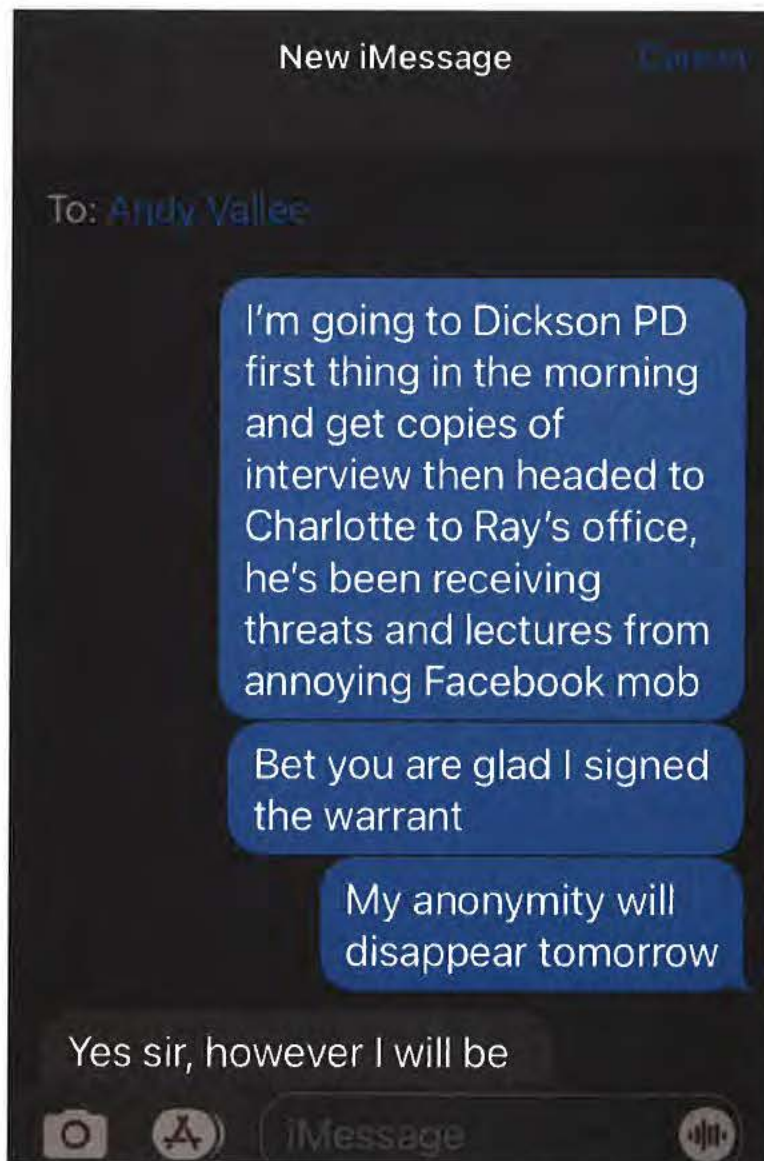 New iMessage
Cancel
To: Andy Vallee
I'm going to Dickson PD
first thing in the morning
and get copies of
interview then headed to
Charlotte to Ray's office,
he's been receiving
threats and lectures from
annoying Facebook mob
Bet you are glad I signed
the warrant
My anonymity will
disappear tomorrow
Yes sir, however I will be
iMessage